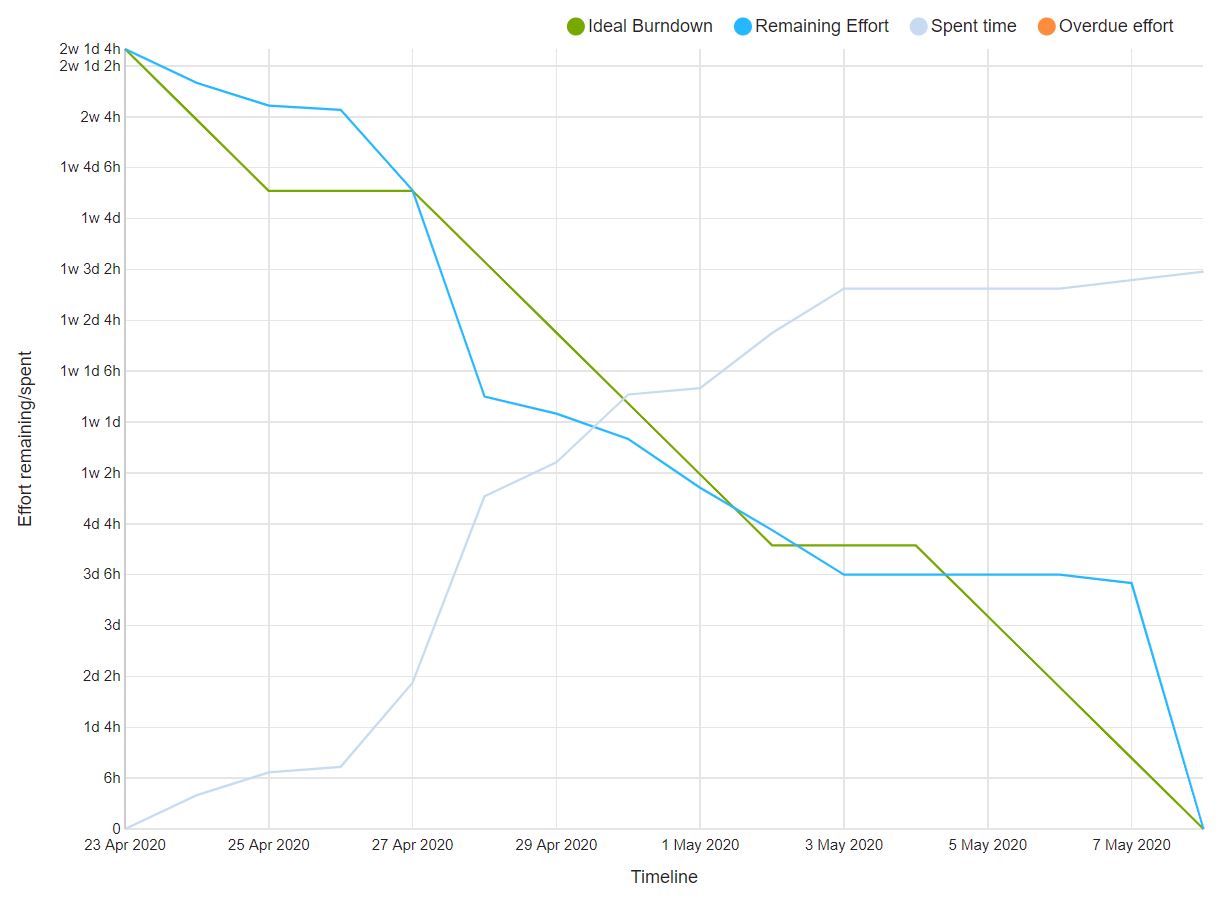 Ideal Burndown Remaining Effort Spent time Overdue effort
2w 1d 4h
2w 1d 2h
2w 4h
1w 4d 6h
1w 4d
1w 3d 2h
1w 2d 4h
1w 1d 6h
1w 1d
1w 2h
4d 4h
3d 6h
3d
2d 2h
1d 4h
6h
0
Effort remaining/spent
23 Apr 2020 25 Apr 2020 27 Apr 2020 29 Apr 2020 1 May 2020 3 May 2020 5 May 2020 7 May 2020
Timeline